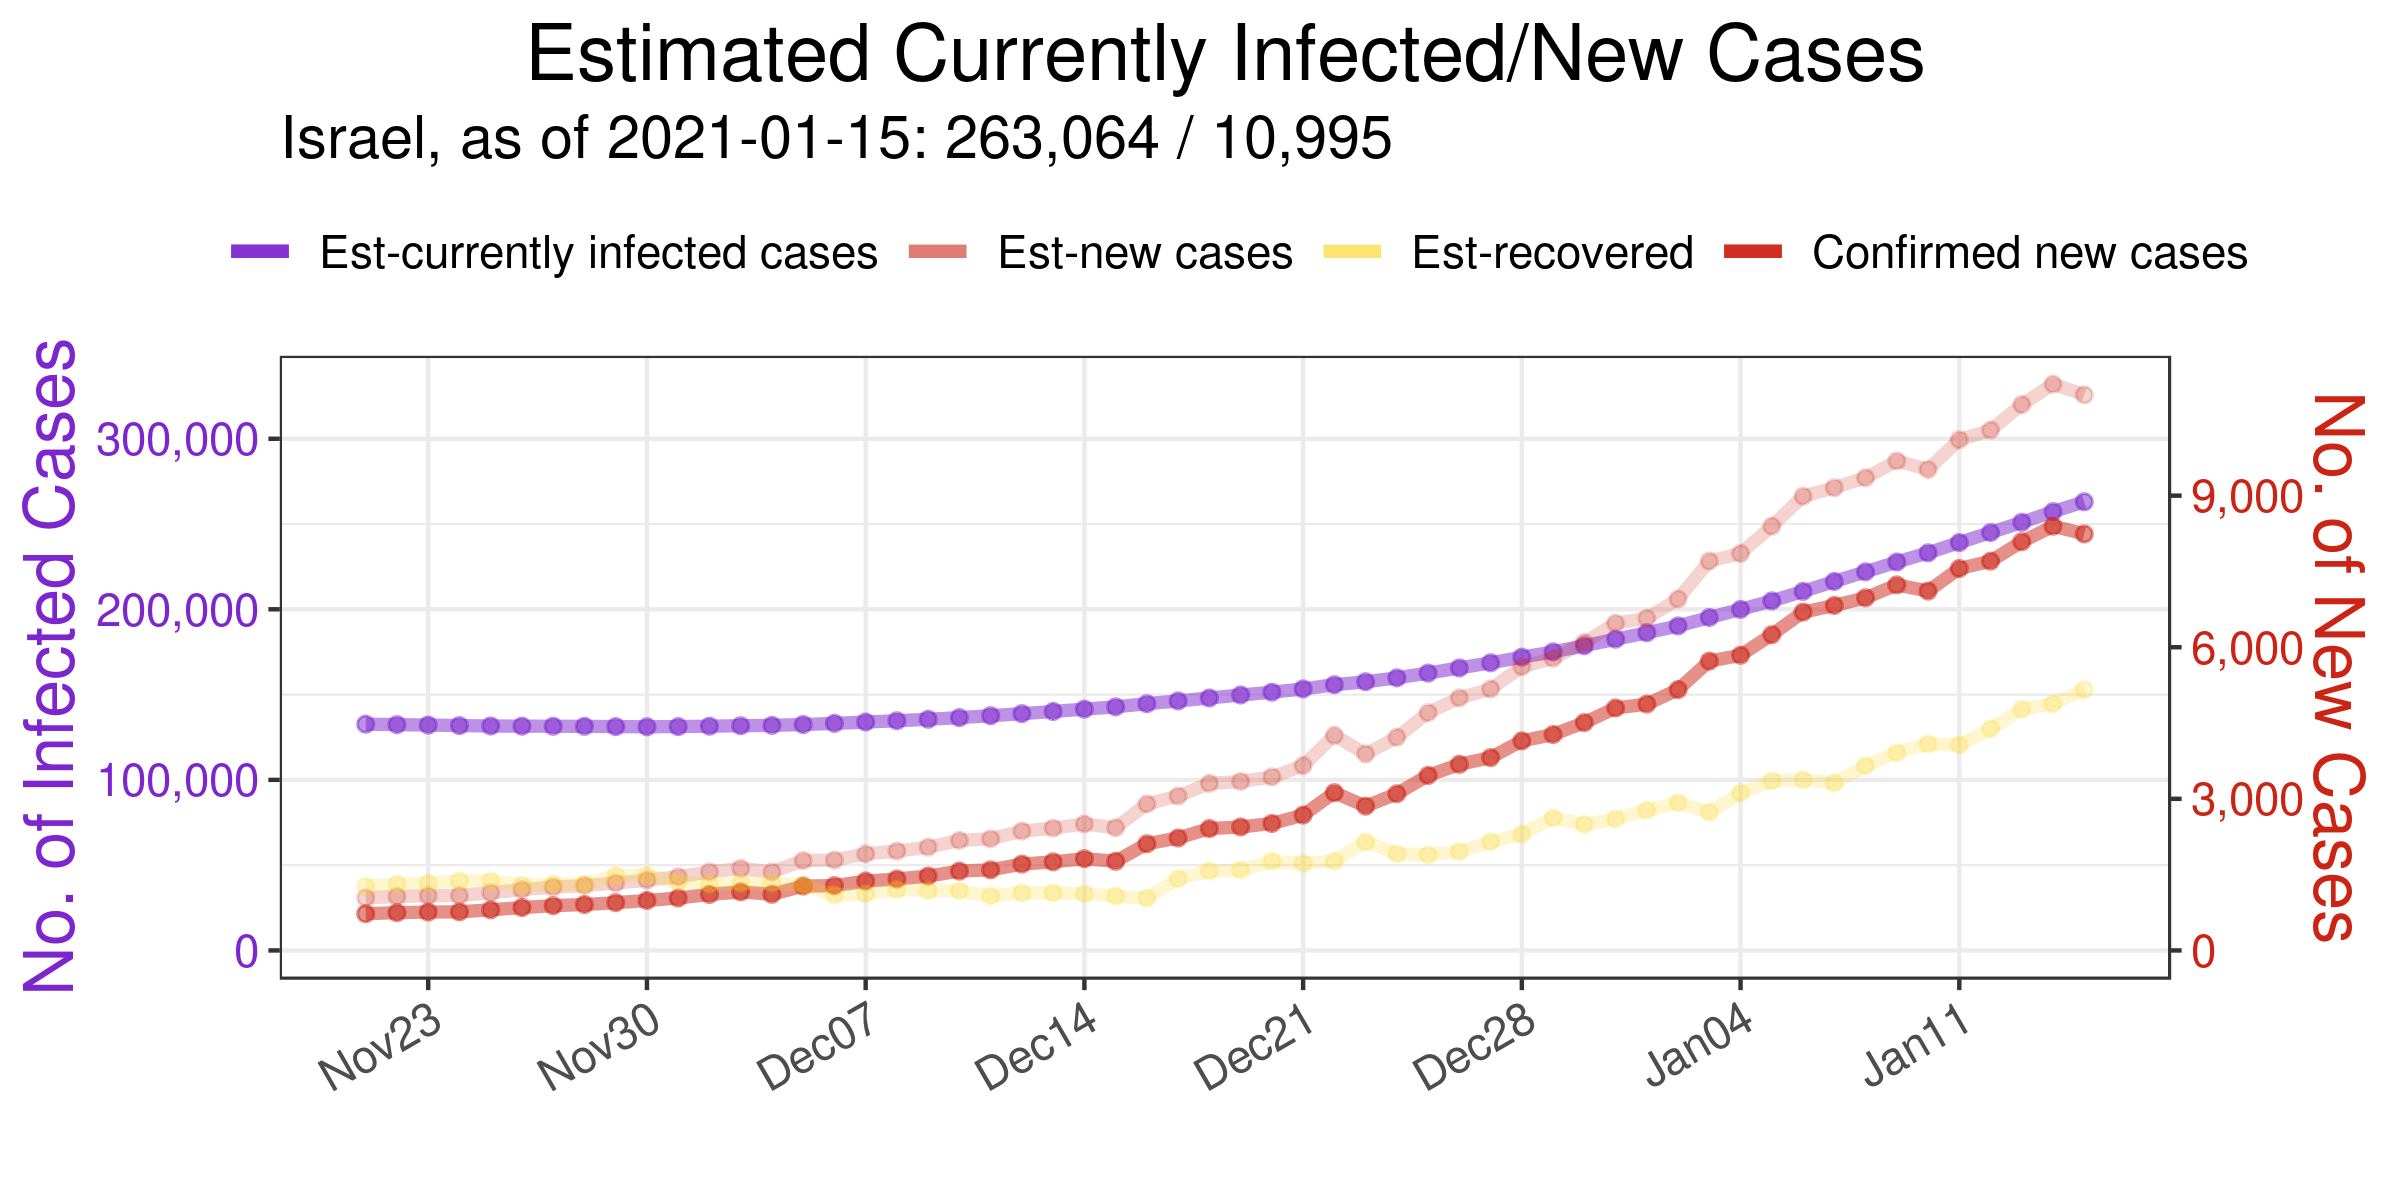 Estimated Currently Infected/New Cases
Israel, as of 2021-01-15: 263,064 / 10,995
Est-currently infected cases Est-new cases Est-recovered Confirmed new cases
No. of Infected Cases
300,000
200,000
100,000
0
9,000
6,000
3,000
0
No. of New Cases
Nov23 Nov30 Dec07 Dec14 Dec21 Dec28 Jan04 Jan11